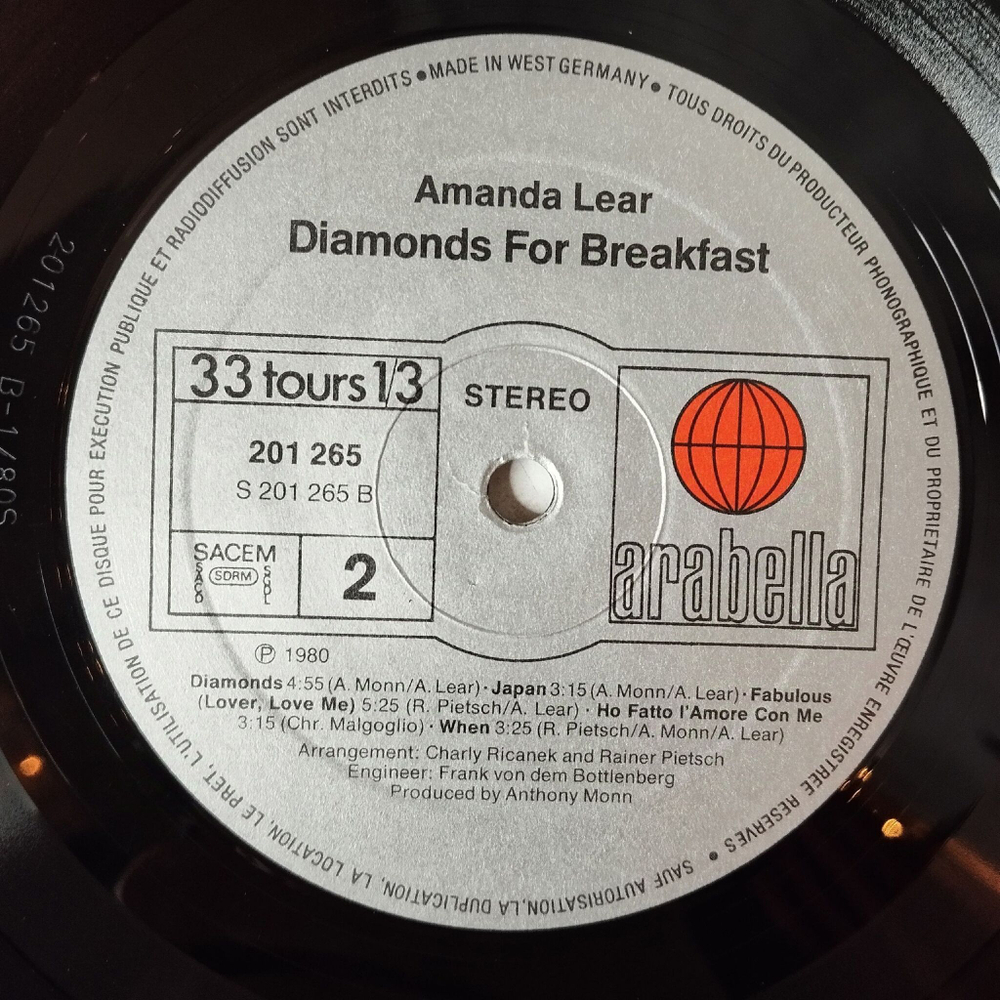 SAUF AUTORISATION, LA DUPLICATION, LA LOCATION, LE PRET, L'UTILISATION DE CE DISQUE POUR EXECUTION PUBLIQUE ET RADIODIFFUSION SONT INTERDITS ● MADE IN WEST GERMANY ● TOUS DROITS DU PRODUCTEUR PHONOGRAPHIQUE ET DU PROPRIETAIRE DE L'ŒUVRE ENREGISTREE RESERVES ●
Amanda Lear
Diamonds For Breakfast
33 tours 1/3
STEREO
201 265
S 201 265 B
SACEM
SACD
SDRM
SGDL
2
arabella
℗ 1980
Diamonds 4:55 (A. Monn/A. Lear) · Japan 3:15 (A. Monn/A. Lear) · Fabulous
(Lover, Love Me) 5:25 (R. Pietsch/A. Lear) · Ho Fatto l'Amore Con Me
3:15 (Chr. Malgoglio) · When 3:25 (R. Pietsch/A. Monn/A. Lear)
Arrangement: Charly Ricanek and Rainer Pietsch
Engineer: Frank von dem Bottlenberg
Produced by Anthony Monn
201265 B-1/80S